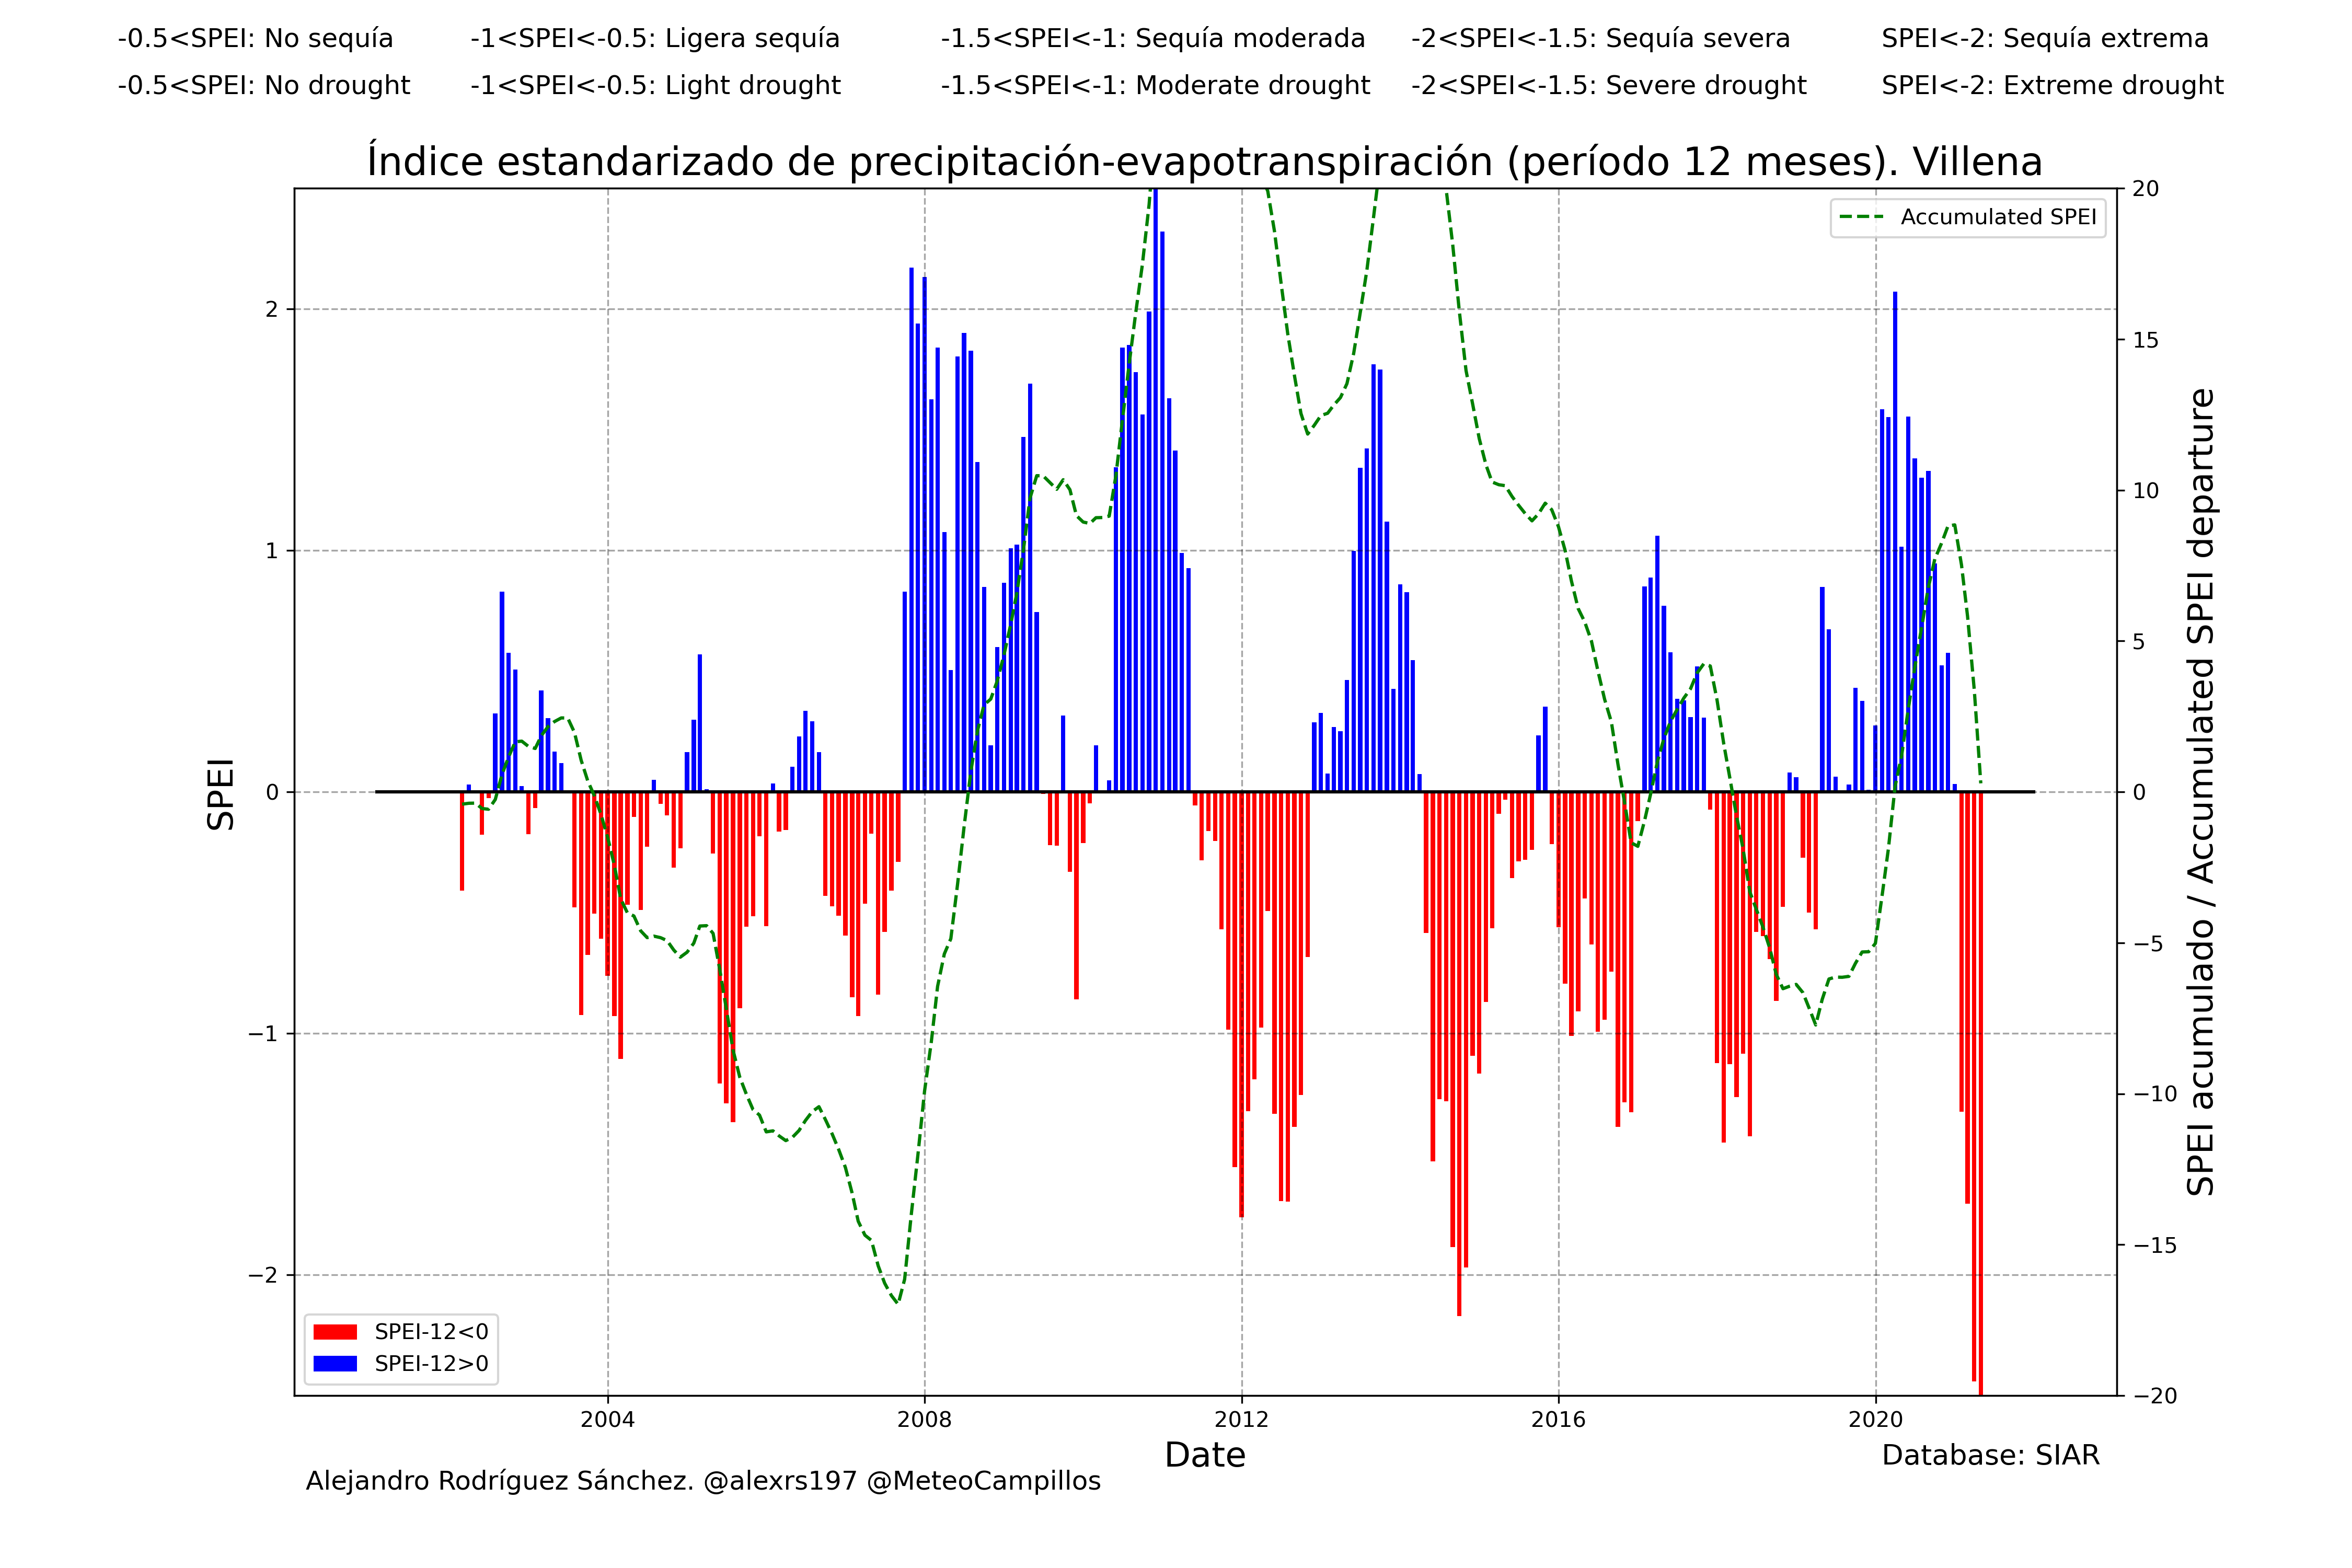 -0.5<SPEI: No sequía -1<SPEI<-0.5: Ligera sequía -1.5<SPEI<-1: Sequía moderada -2<SPEI<-1.5: Sequía severa SPEI<-2: Sequía extrema
-0.5<SPEI: No drought -1<SPEI<-0.5: Light drought -1.5<SPEI<-1: Moderate drought -2<SPEI<-1.5: Severe drought SPEI<-2: Extreme drought
Índice estandarizado de precipitación-evapotranspiración (período 12 meses). Villena
Accumulated SPEI
SPEI
2
1
0
−1
−2
20
15
10
5
0
−5
−10
−15
−20
SPEI acumulado / Accumulated SPEI departure
SPEI-12<0
SPEI-12>0
2004 2008 2012 2016 2020
Date
Database: SIAR
Alejandro Rodríguez Sánchez. @alexrs197 @MeteoCampillos